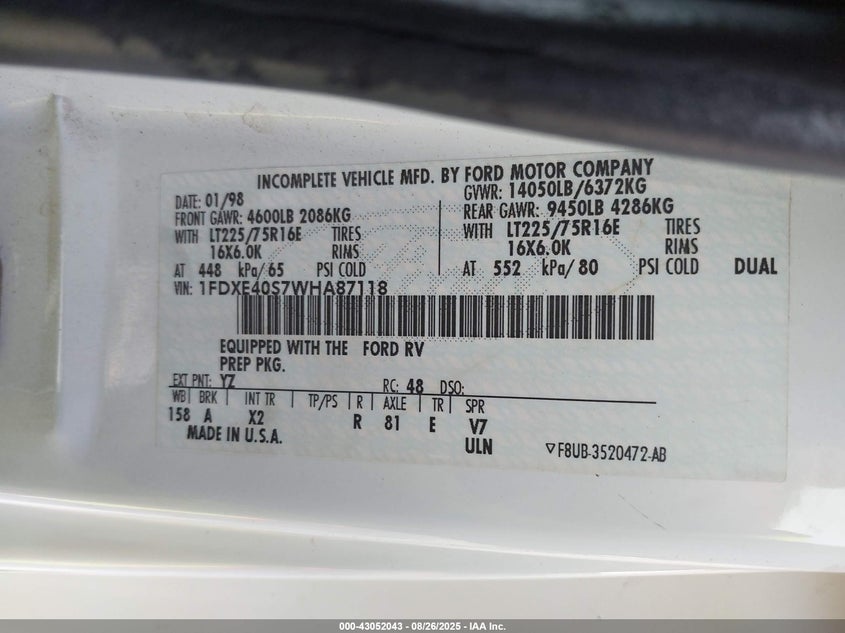 INCOMPLETE VEHICLE MFD. BY FORD MOTOR COMPANY
DATE: 01/98
GVWR: 14050LB/6372KG
FRONT GAWR: 4600LB 2086KG
REAR GAWR: 9450LB 4286KG
WITH LT225/75R16E TIRES
WITH LT225/75R16E TIRES
16X6.0K RIMS
16X6.0K RIMS
AT 448 kPa/65 PSI COLD
AT 552 kPa/80 PSI COLD DUAL
VIN: 1FDXE40S7WHA87118
EQUIPPED WITH THE FORD RV
PREP PKG.
EXT PNT: YZ RC: 48 DSO:
WB BRK INT TR TP/PS R AXLE TR SPR
158 A X2 R 81 E V7
MADE IN U.S.A. ULN
F8UB-3520472-AB
000-43052043 - 08/26/2025 - IAA Inc.